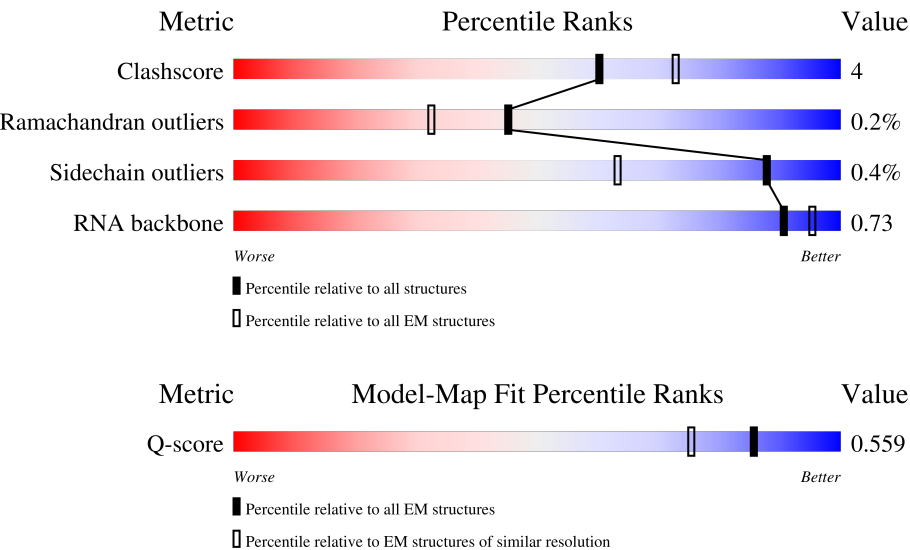 Metric Percentile Ranks Value
Clashscore 4
Ramachandran outliers 0.2%
Sidechain outliers 0.4%
RNA backbone 0.73
Worse Better
Percentile relative to all structures
Percentile relative to all EM structures
Metric Model-Map Fit Percentile Ranks Value
Q-score 0.559
Worse Better
Percentile relative to all EM structures
Percentile relative to EM structures of similar resolution